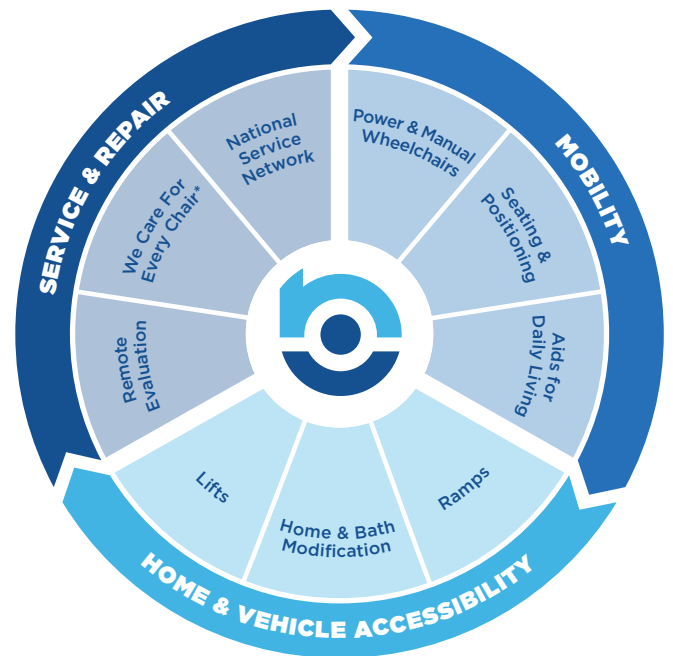 SERVICE & REPAIR
National
Service
Network
We Care For
Every Chair*
Remote
Evaluation
MOBILITY
Power & Manual
Wheelchairs
Seating &
Positioning
Aids for
Daily Living
HOME & VEHICLE ACCESSIBILITY
Lifts
Home & Bath
Modification
Ramps